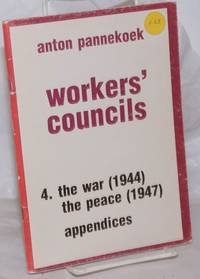 anton pannekoek
workers'
councils
4. the war (1944)
the peace (1947)
appendices